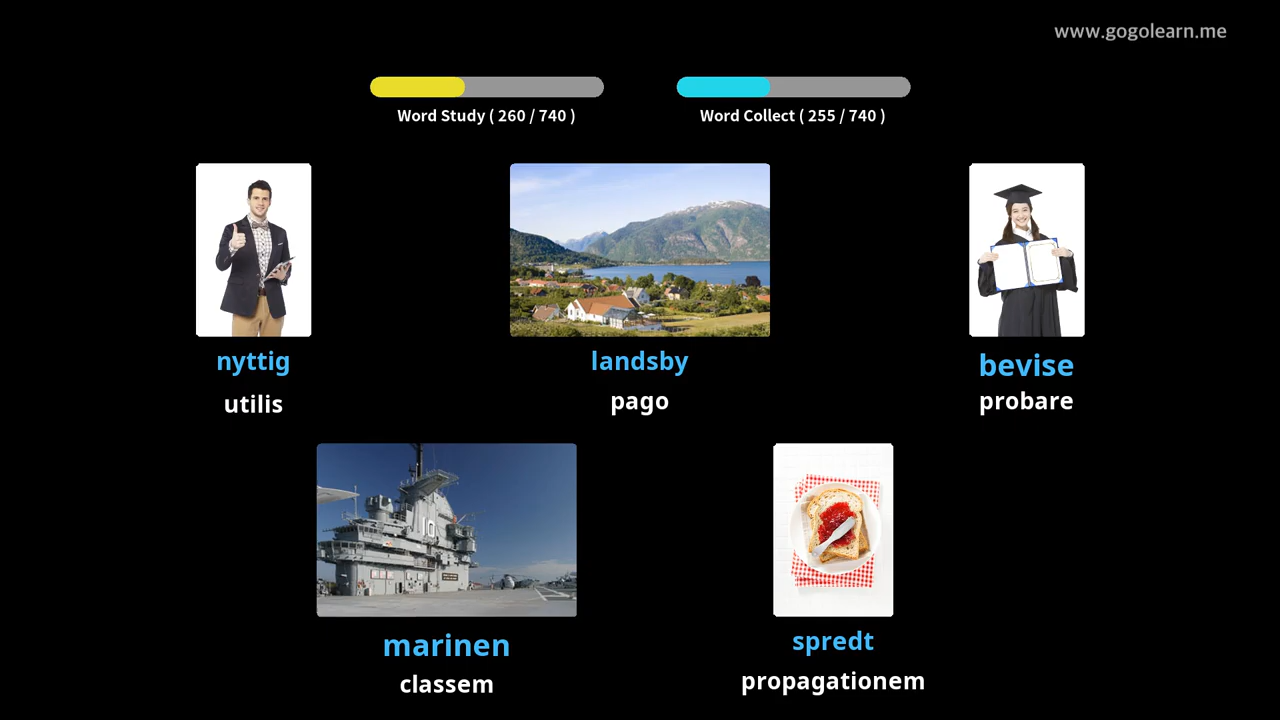 www.gogolearn.me
Word Study ( 260 / 740 )
Word Collect ( 255 / 740 )
nyttig
utilis
landsby
pago
bevise
probare
10
marinen
classem
spredt
propagationem